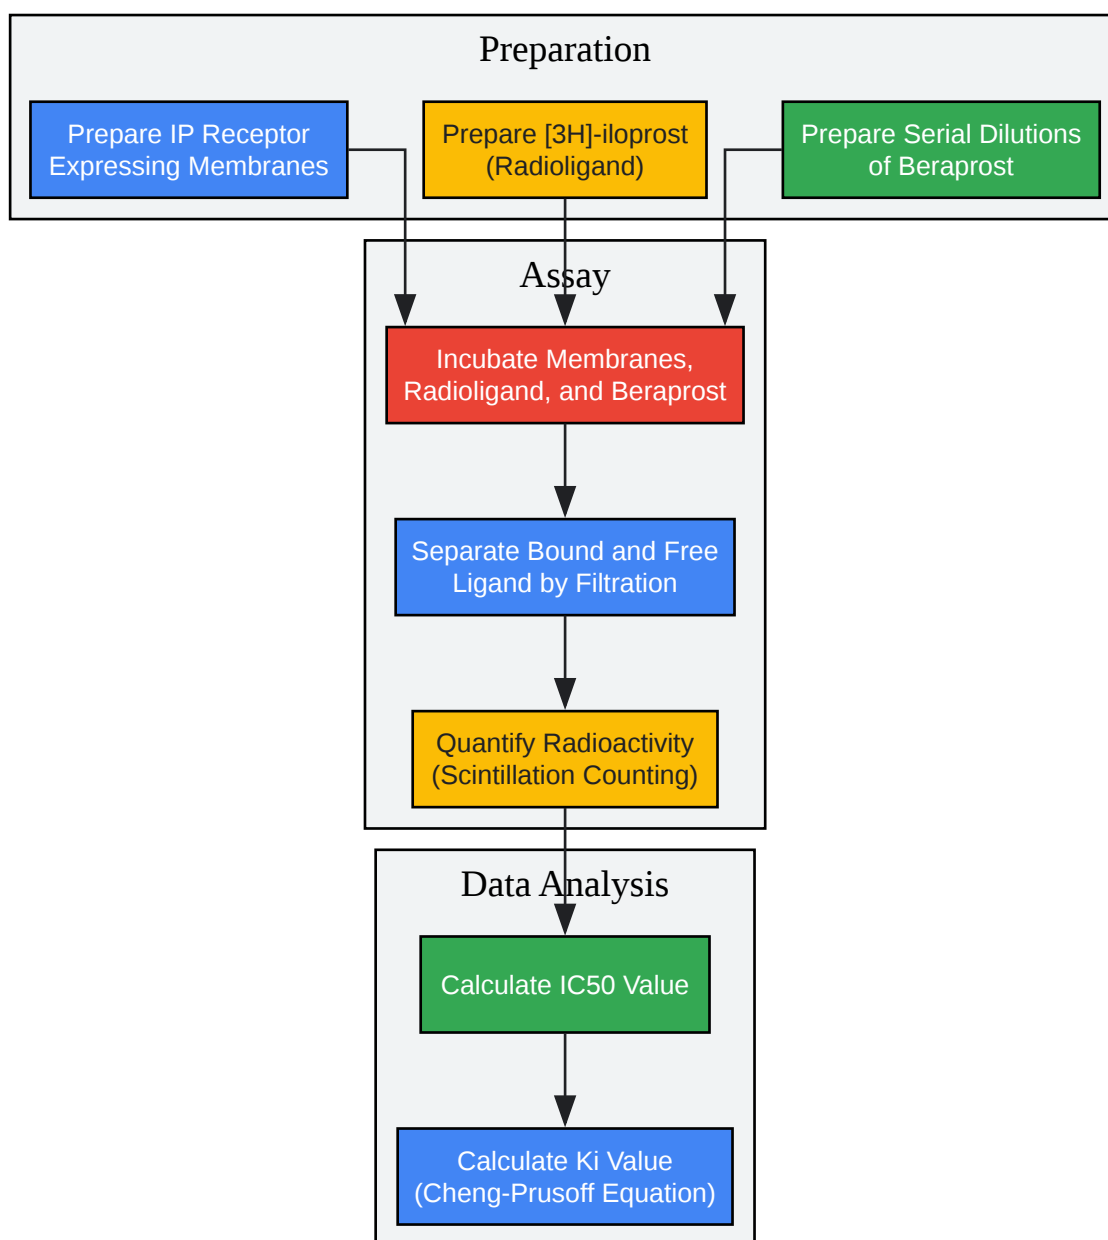 Preparation
Prepare IP Receptor
Expressing Membranes
Prepare [3H]-iloprost
(Radioligand)
Prepare Serial Dilutions
of Beraprost
Assay
Incubate Membranes,
Radioligand, and Beraprost
Separate Bound and Free
Ligand by Filtration
Quantify Radioactivity
(Scintillation Counting)
Data Analysis
Calculate IC50 Value
Calculate Ki Value
(Cheng-Prusoff Equation)